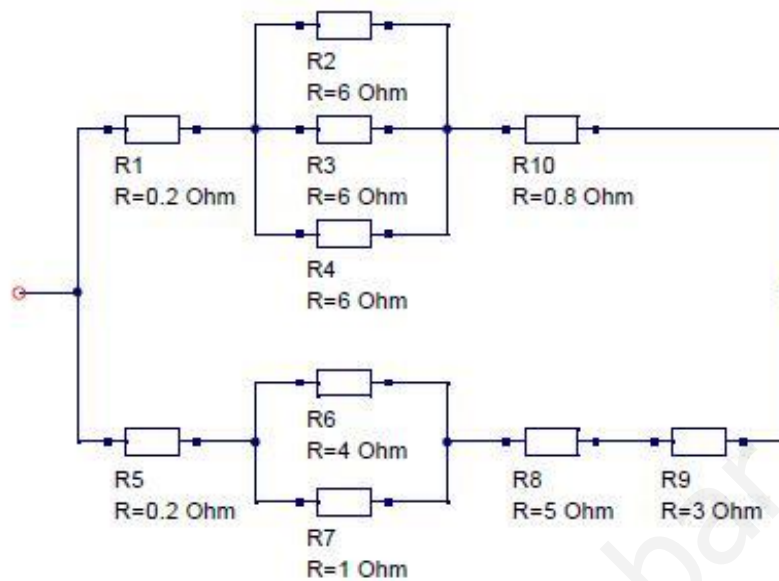 R2
R=6 Ohm
R1
R=0.2 Ohm
R3
R=6 Ohm
R10
R=0.8 Ohm
R4
R=6 Ohm
R6
R=4 Ohm
R5
R=0.2 Ohm
R8
R=5 Ohm
R9
R=3 Ohm
R7
R=1 Ohm